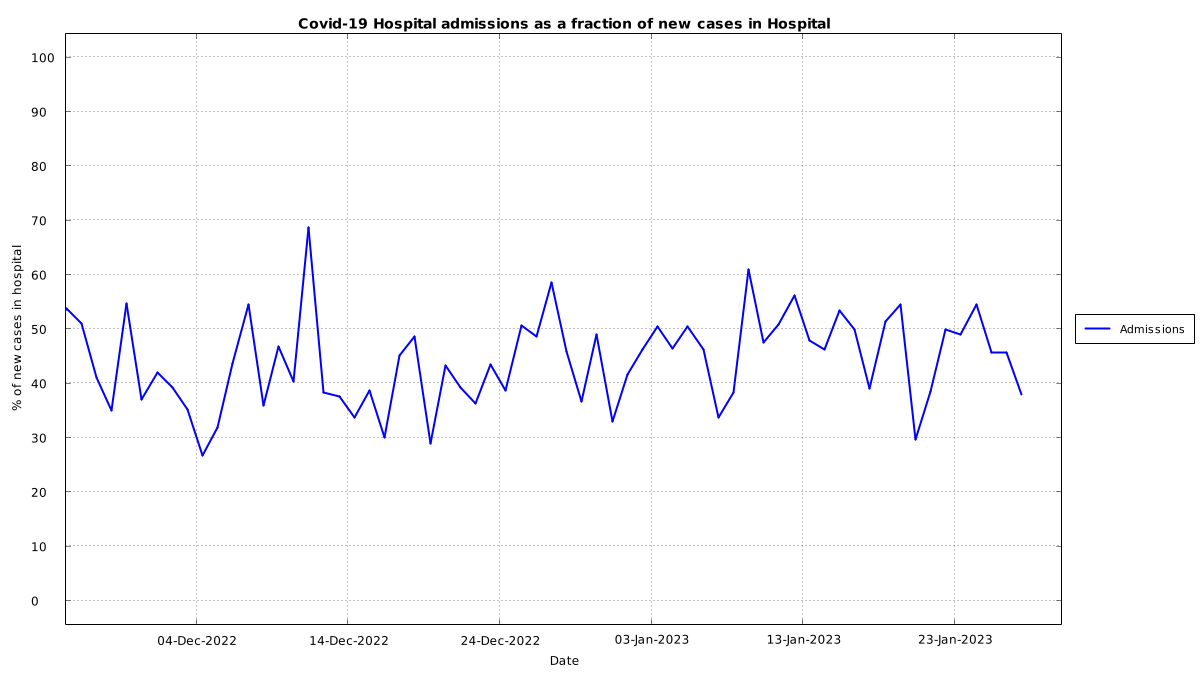 Covid-19 Hospital admissions as a fraction of new cases in Hospital
% of new cases in hospital
100
90
80
70
60
50
40
30
20
10
0
04-Dec-2022
14-Dec-2022
24-Dec-2022
03-Jan-2023
13-Jan-2023
23-Jan-2023
Date
Admissions